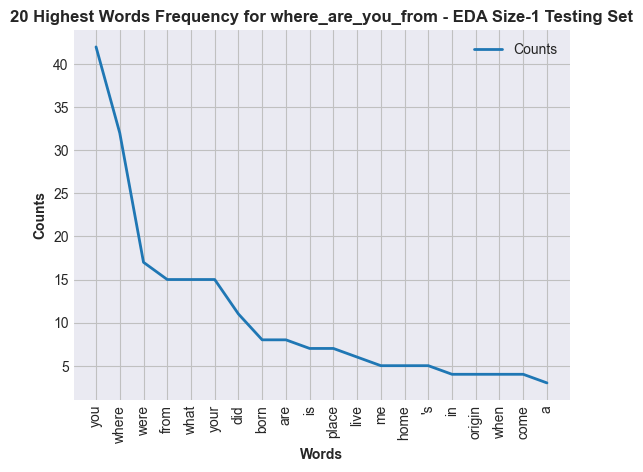 20 Highest Words Frequency for where_are_you_from - EDA Size-1 Testing Set
Counts
40
35
30
25
20
15
10
5
Counts
you
where
were
from
what
your
did
born
are
is
place
live
me
home
's
in
origin
when
come
a
Words